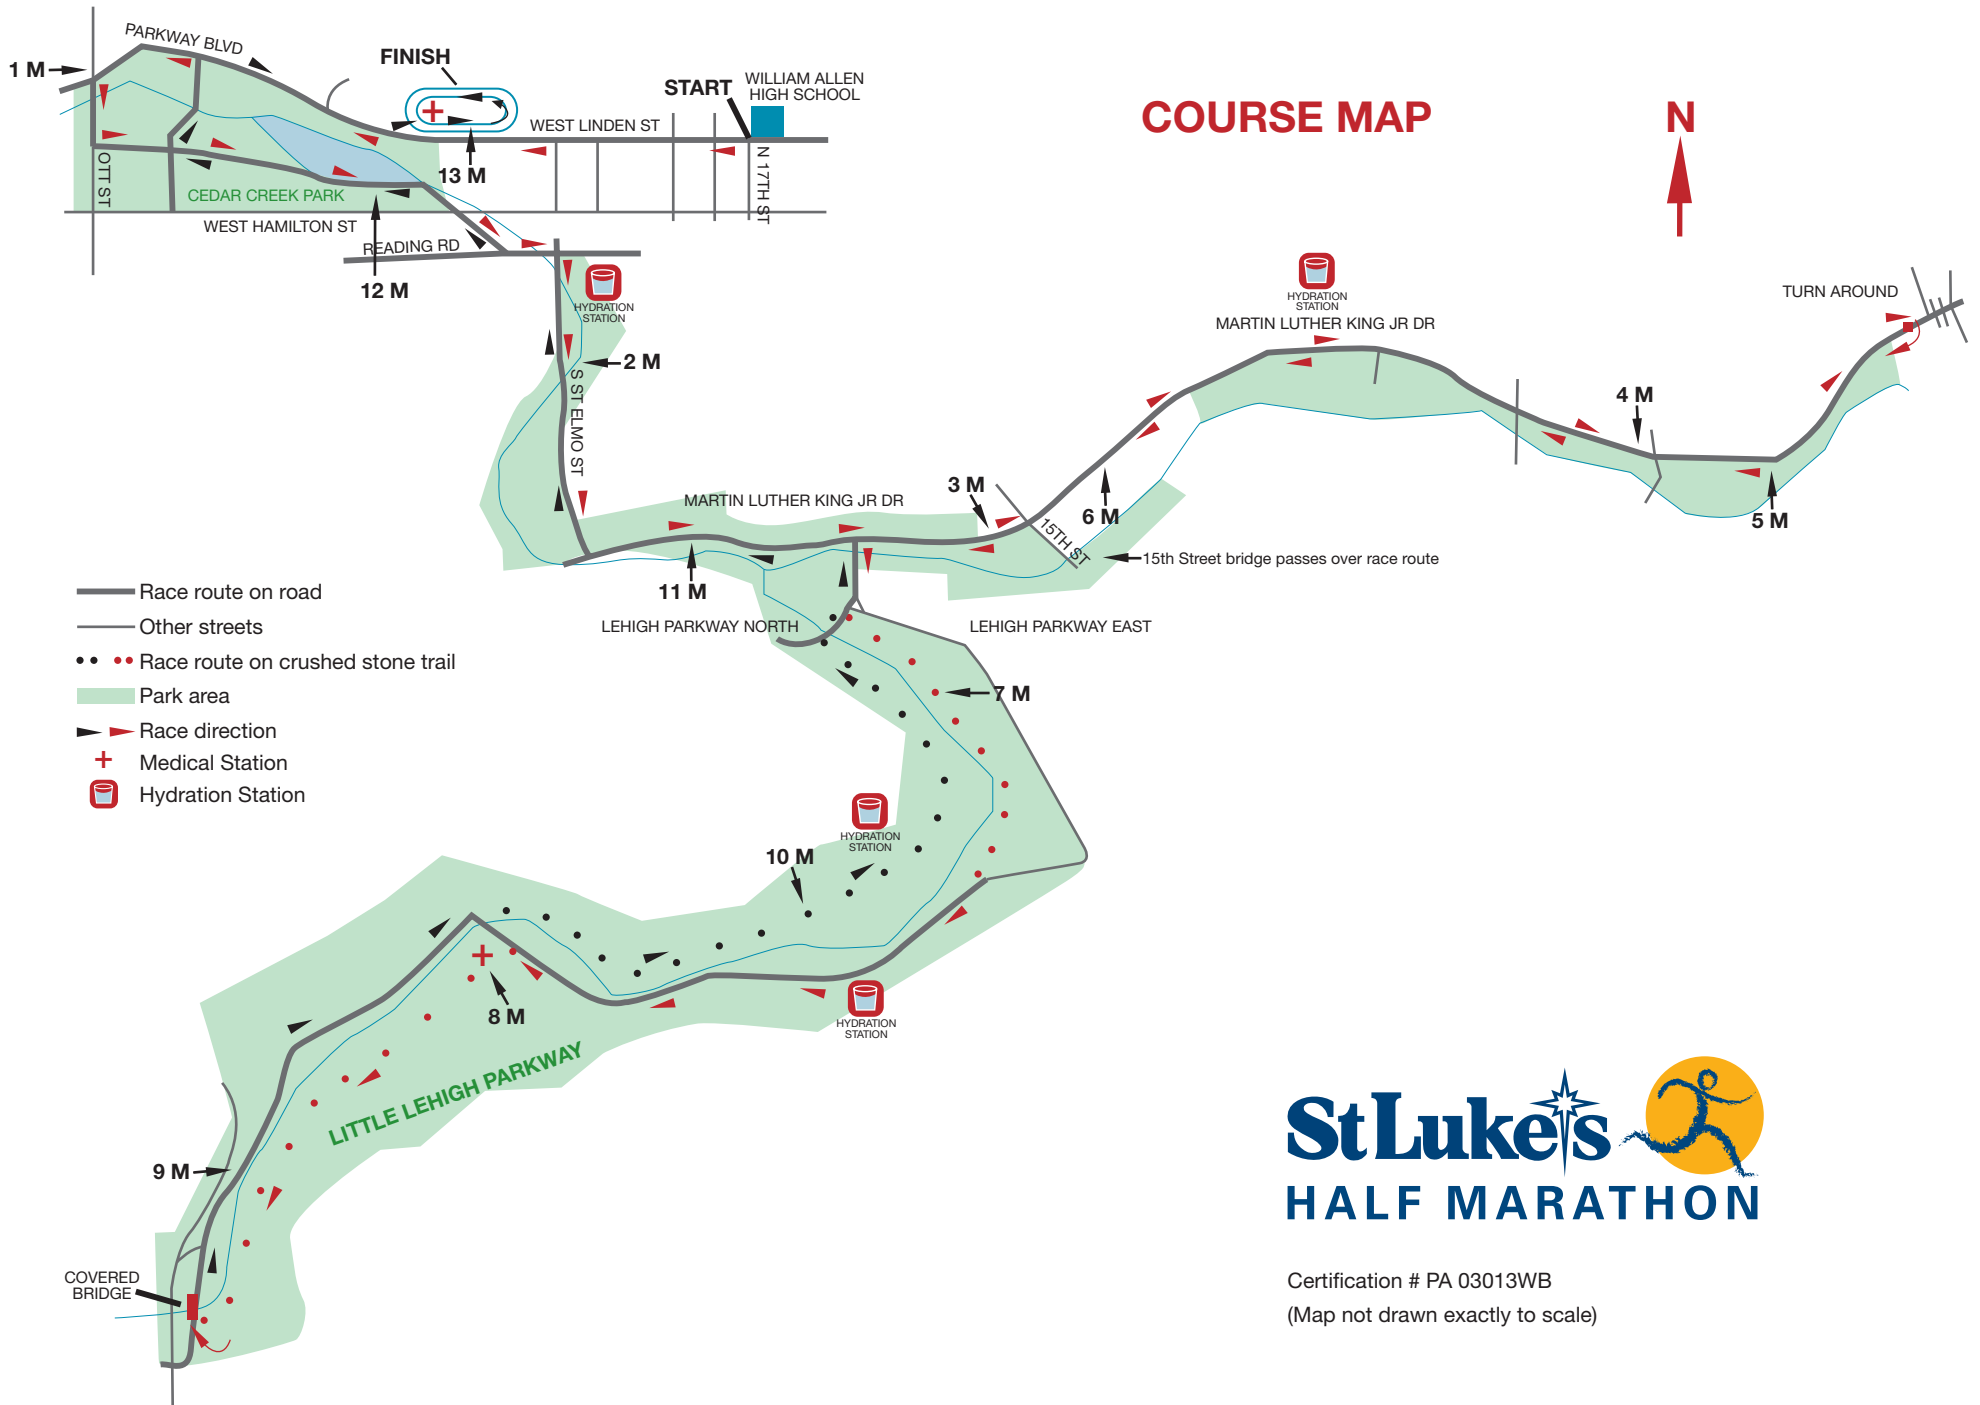 PARKWAY BLVD
1 M
FINISH
START
WILLIAM ALLEN
HIGH SCHOOL
WEST LINDEN ST
COURSE MAP
N
OTT ST
13 M
N 17TH ST
CEDAR CREEK PARK
WEST HAMILTON ST
READING RD
12 M
HYDRATION
STATION
2 M
S ST ELMO ST
HYDRATION
STATION
MARTIN LUTHER KING JR DR
TURN AROUND
4 M
5 M
MARTIN LUTHER KING JR DR
3 M
6 M
15TH ST
15th Street bridge passes over race route
11 M
LEHIGH PARKWAY NORTH
LEHIGH PARKWAY EAST
7 M
Race route on road
Other streets
Race route on crushed stone trail
Park area
Race direction
Medical Station
Hydration Station
HYDRATION
STATION
10 M
8 M
HYDRATION
STATION
LITTLE LEHIGH PARKWAY
9 M
COVERED
BRIDGE
St Luke's
HALF MARATHON
Certification # PA 03013WB
(Map not drawn exactly to scale)